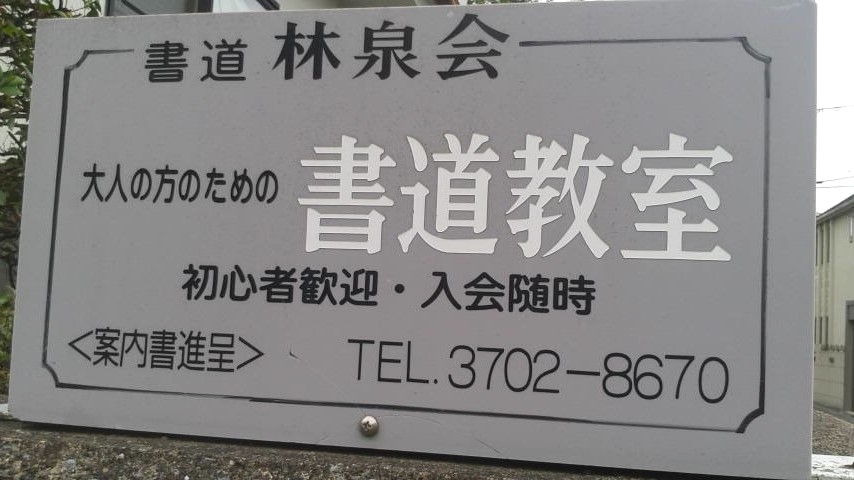 書道 林泉会
大人の方のための 書道教室
初心者歓迎・入会随時
<案内書進呈> TEL.3702-8670